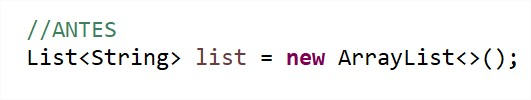 //ANTES
List<String> list = new ArrayList<>();